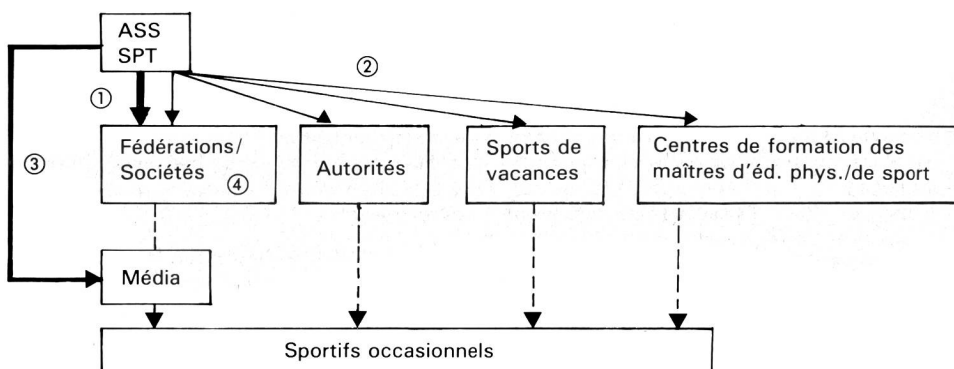 ASS
SPT
①
②
③
Fédérations/
Sociétés ④
Autorités
Sports de
vacances
Centres de formation des
maîtres d'éd. phys./de sport
Média
Sportifs occasionnels